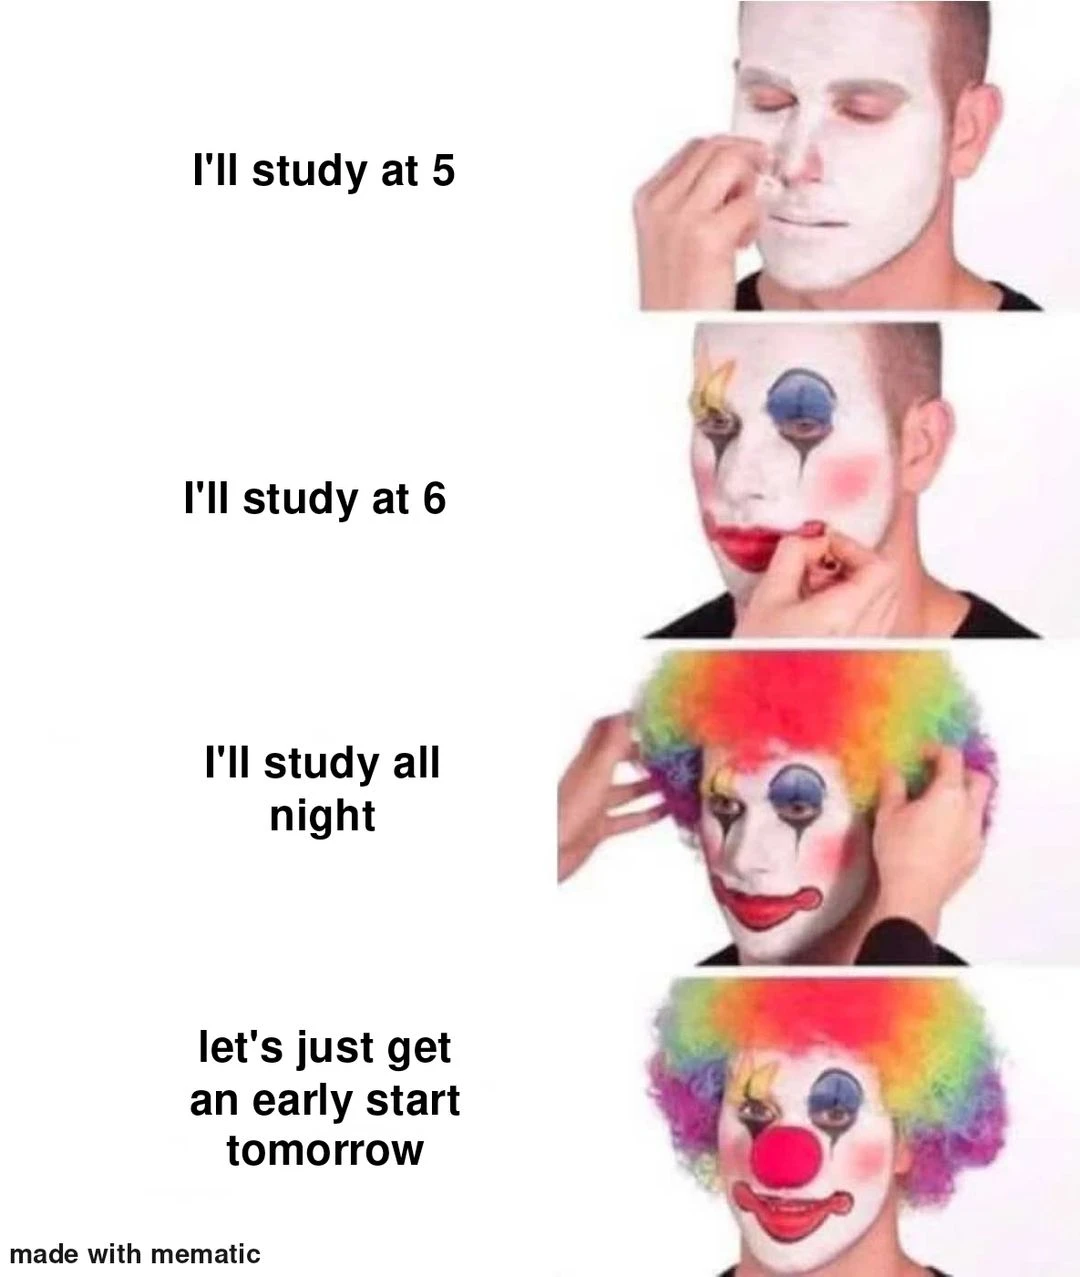 I'll study at 5
I'll study at 6
I'll study all
night
let's just get
an early start
tomorrow
made with mematic